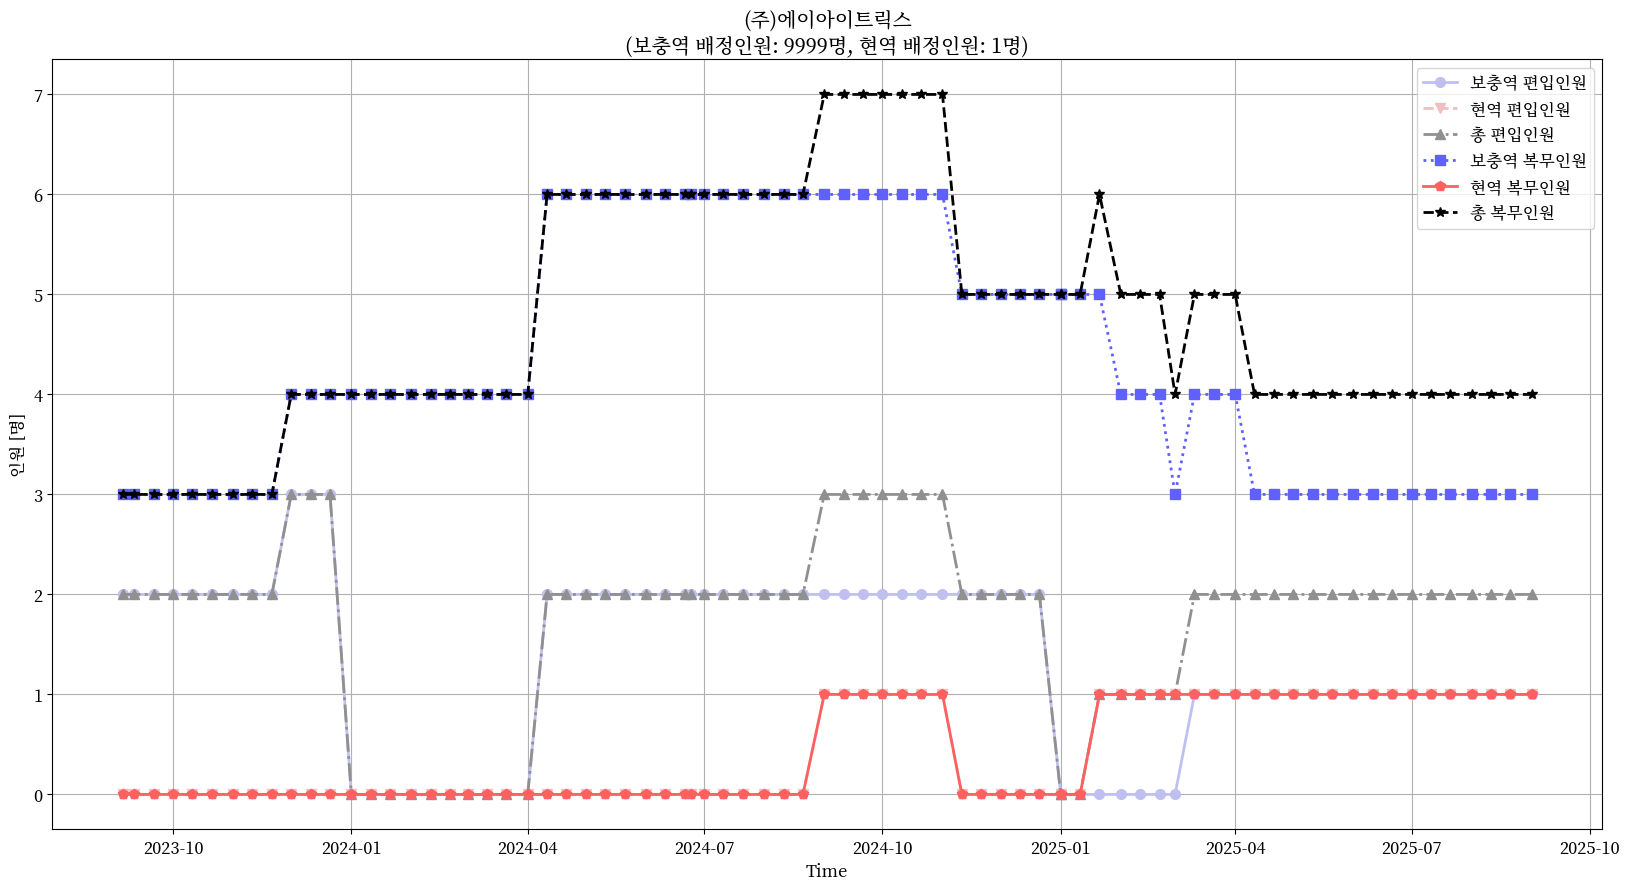 (주)에이아이트릭스
(보충역 배정인원: 9999명, 현역 배정인원: 1명)
보충역 편입인원
현역 편입인원
총 편입인원
보충역 복무인원
현역 복무인원
총 복무인원
인원 [명]
7
6
5
4
3
2
1
0
2023-10
2024-01
2024-04
2024-07
2024-10
2025-01
2025-04
2025-07
2025-10
Time